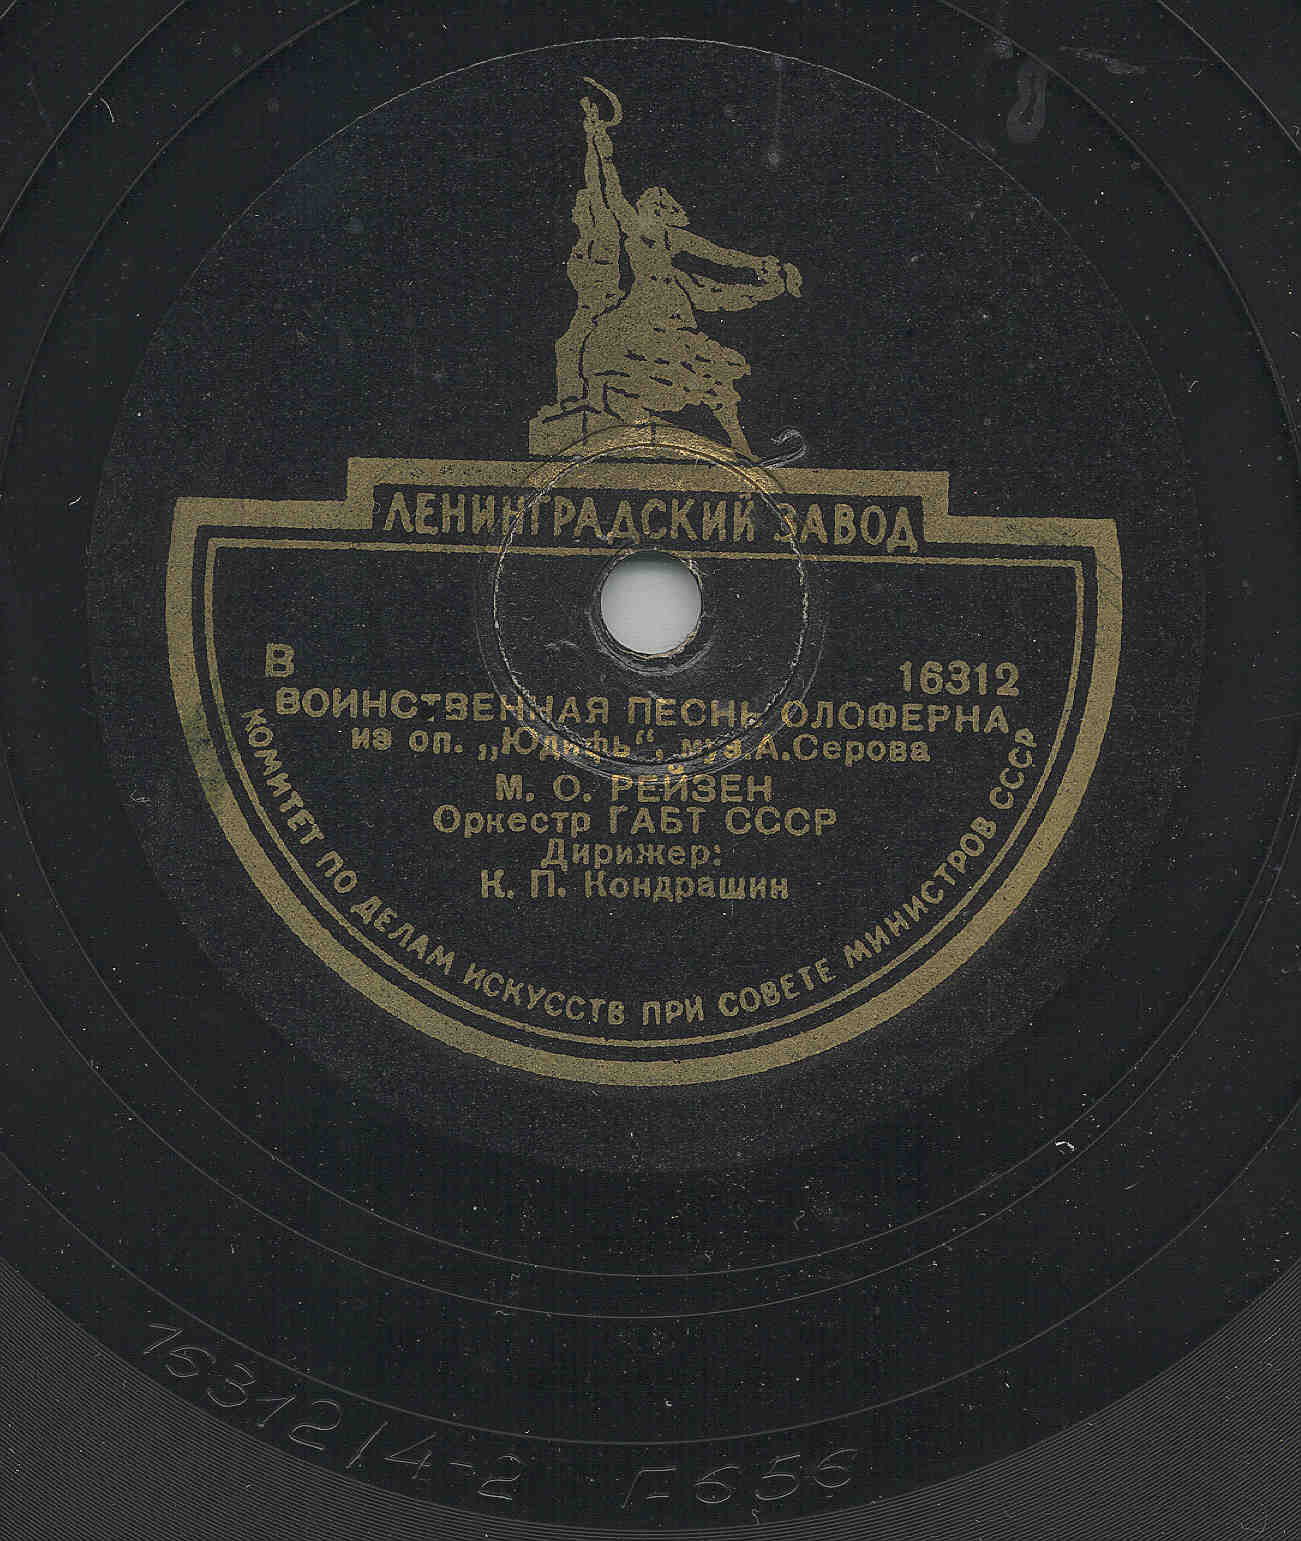 ЛЕНИНГРАДСКИЙ ЗАВОД
В 16312
ВОИНСТВЕННАЯ ПЕСНЬ ОЛОФЕРНА
из оп. „Юдифь“, муз. А. Серова
М. О. РЕЙЗЕН
Оркестр ГАБТ СССР
Дирижер:
К. П. Кондрашин
КОМИТЕТ ПО ДЕЛАМ ИСКУССТВ ПРИ СОВЕТЕ МИНИСТРОВ СССР
16312/4-2 Г656